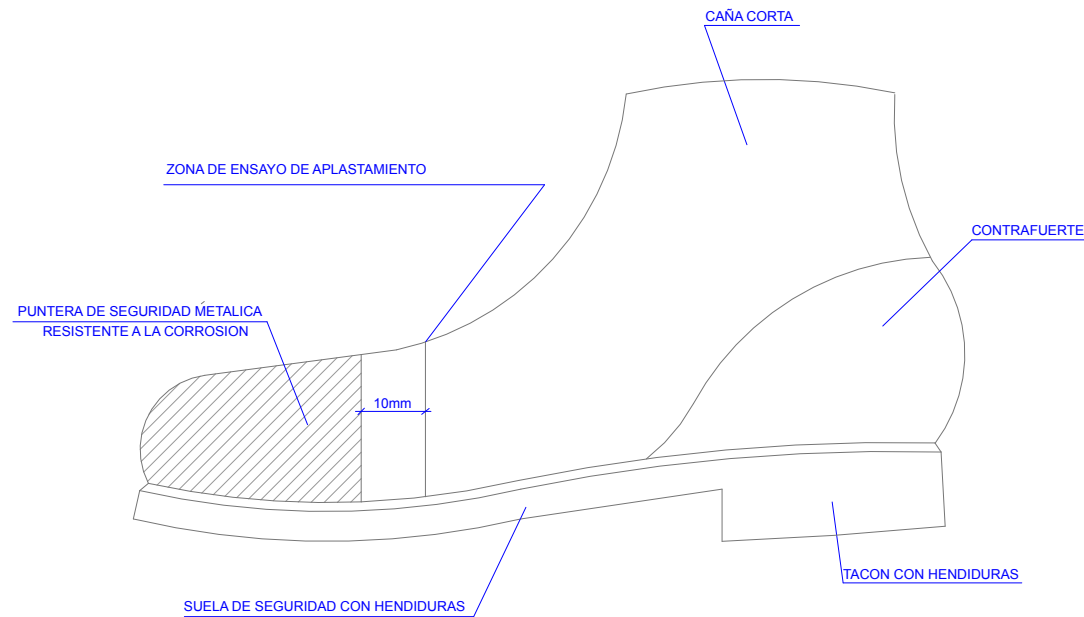 CAÑA CORTA
ZONA DE ENSAYO DE APLASTAMIENTO
CONTRAFUERTE
PUNTERA DE SEGURIDAD METALICA
RESISTENTE A LA CORROSION
10mm
TACON CON HENDIDURAS
SUELA DE SEGURIDAD CON HENDIDURAS